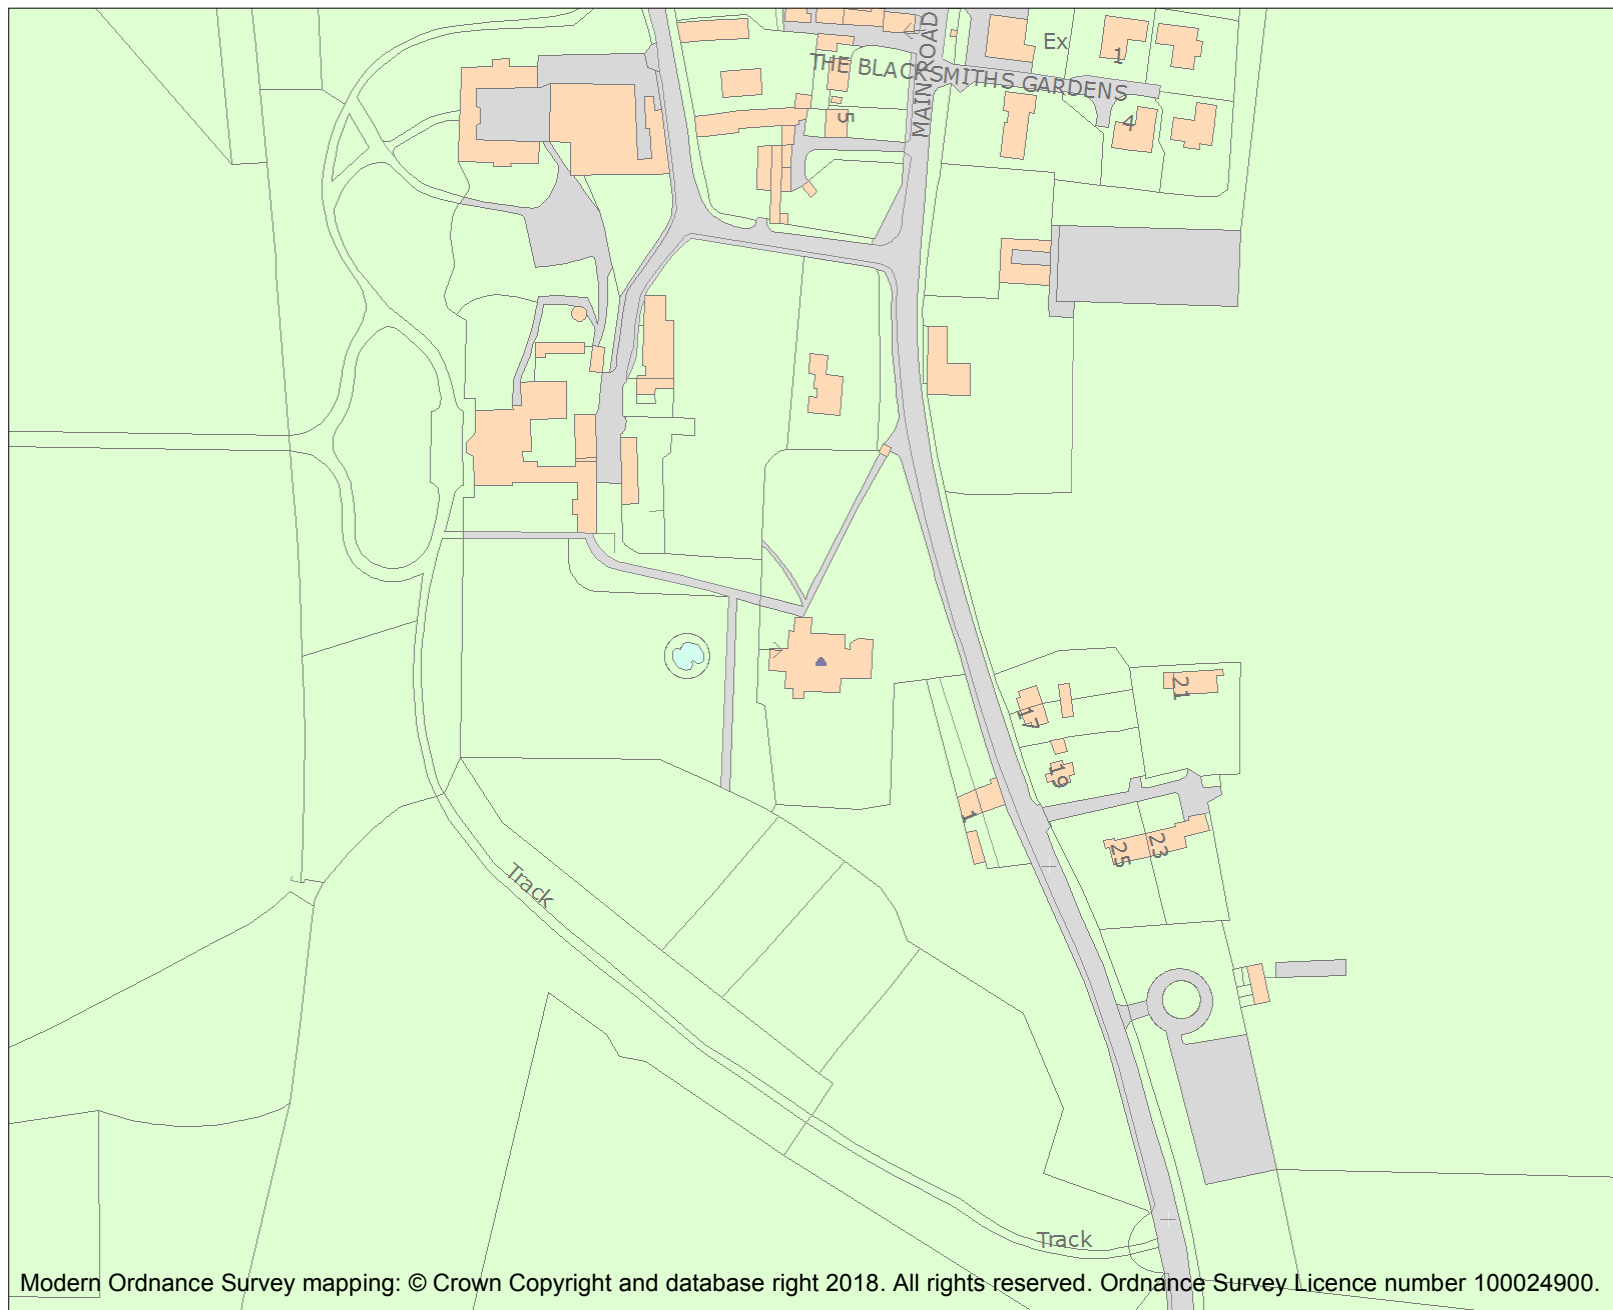 Ex
1
THE BLACKSMITHS GARDENS
MAIN ROAD
5
4
21
17
19
1
25
23
Track
Track
Modern Ordnance Survey mapping: © Crown Copyright and database right 2018. All rights reserved. Ordnance Survey Licence number 100024900.